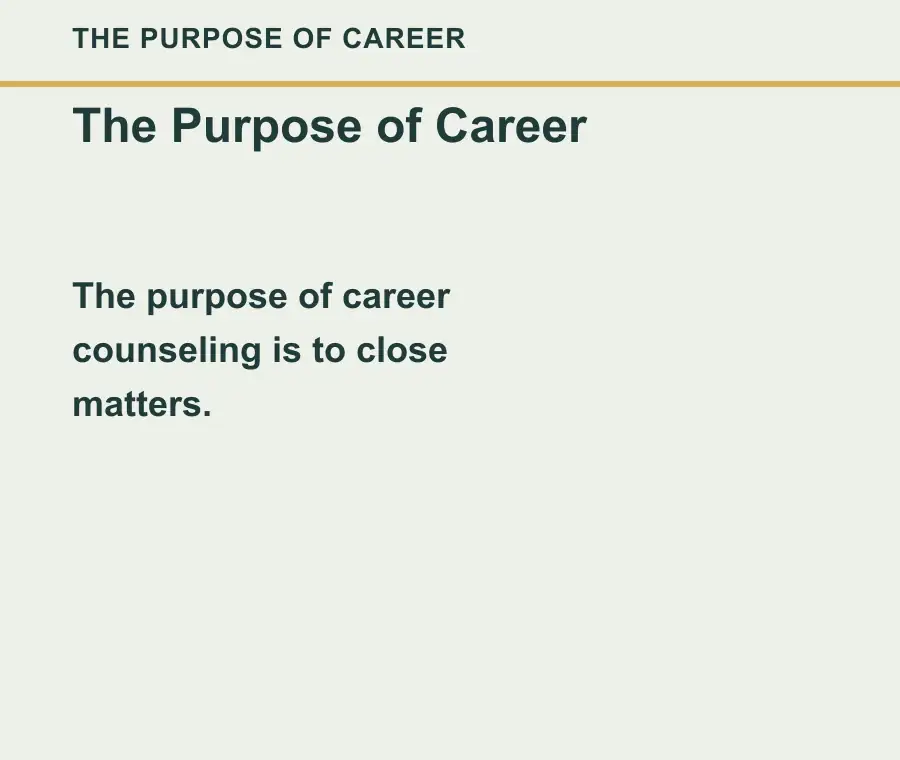 THE PURPOSE OF CAREER
The Purpose of Career
The purpose of career
counseling is to close
matters.